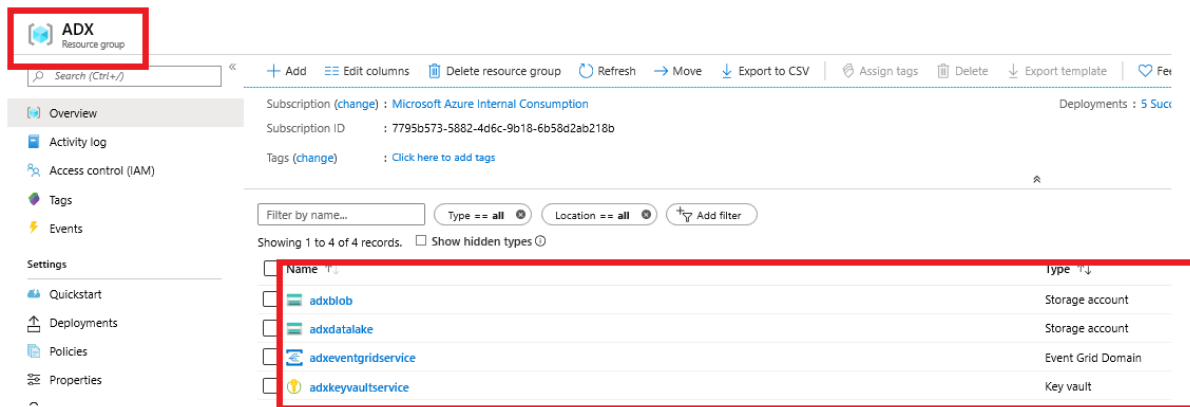 ADX
Resource group
Search (Ctrl+/)
«
Add Edit columns Delete resource group Refresh Move Export to CSV Assign tags Delete Export template Fee
Overview
Activity log
Access control (IAM)
Tags
Events
Settings
Quickstart
Deployments
Policies
Properties
Subscription (change) : Microsoft Azure Internal Consumption
Deployments : 5 Succ
Subscription ID : 7795b573-5882-4d6c-9b18-6b58d2ab218b
Tags (change) : Click here to add tags
Filter by name... Type == all Location == all Add filter
Showing 1 to 4 of 4 records. Show hidden types
Name Type
adxblob Storage account
adxdatalake Storage account
adxeventgridservice Event Grid Domain
adxkeyvaultservice Key vault